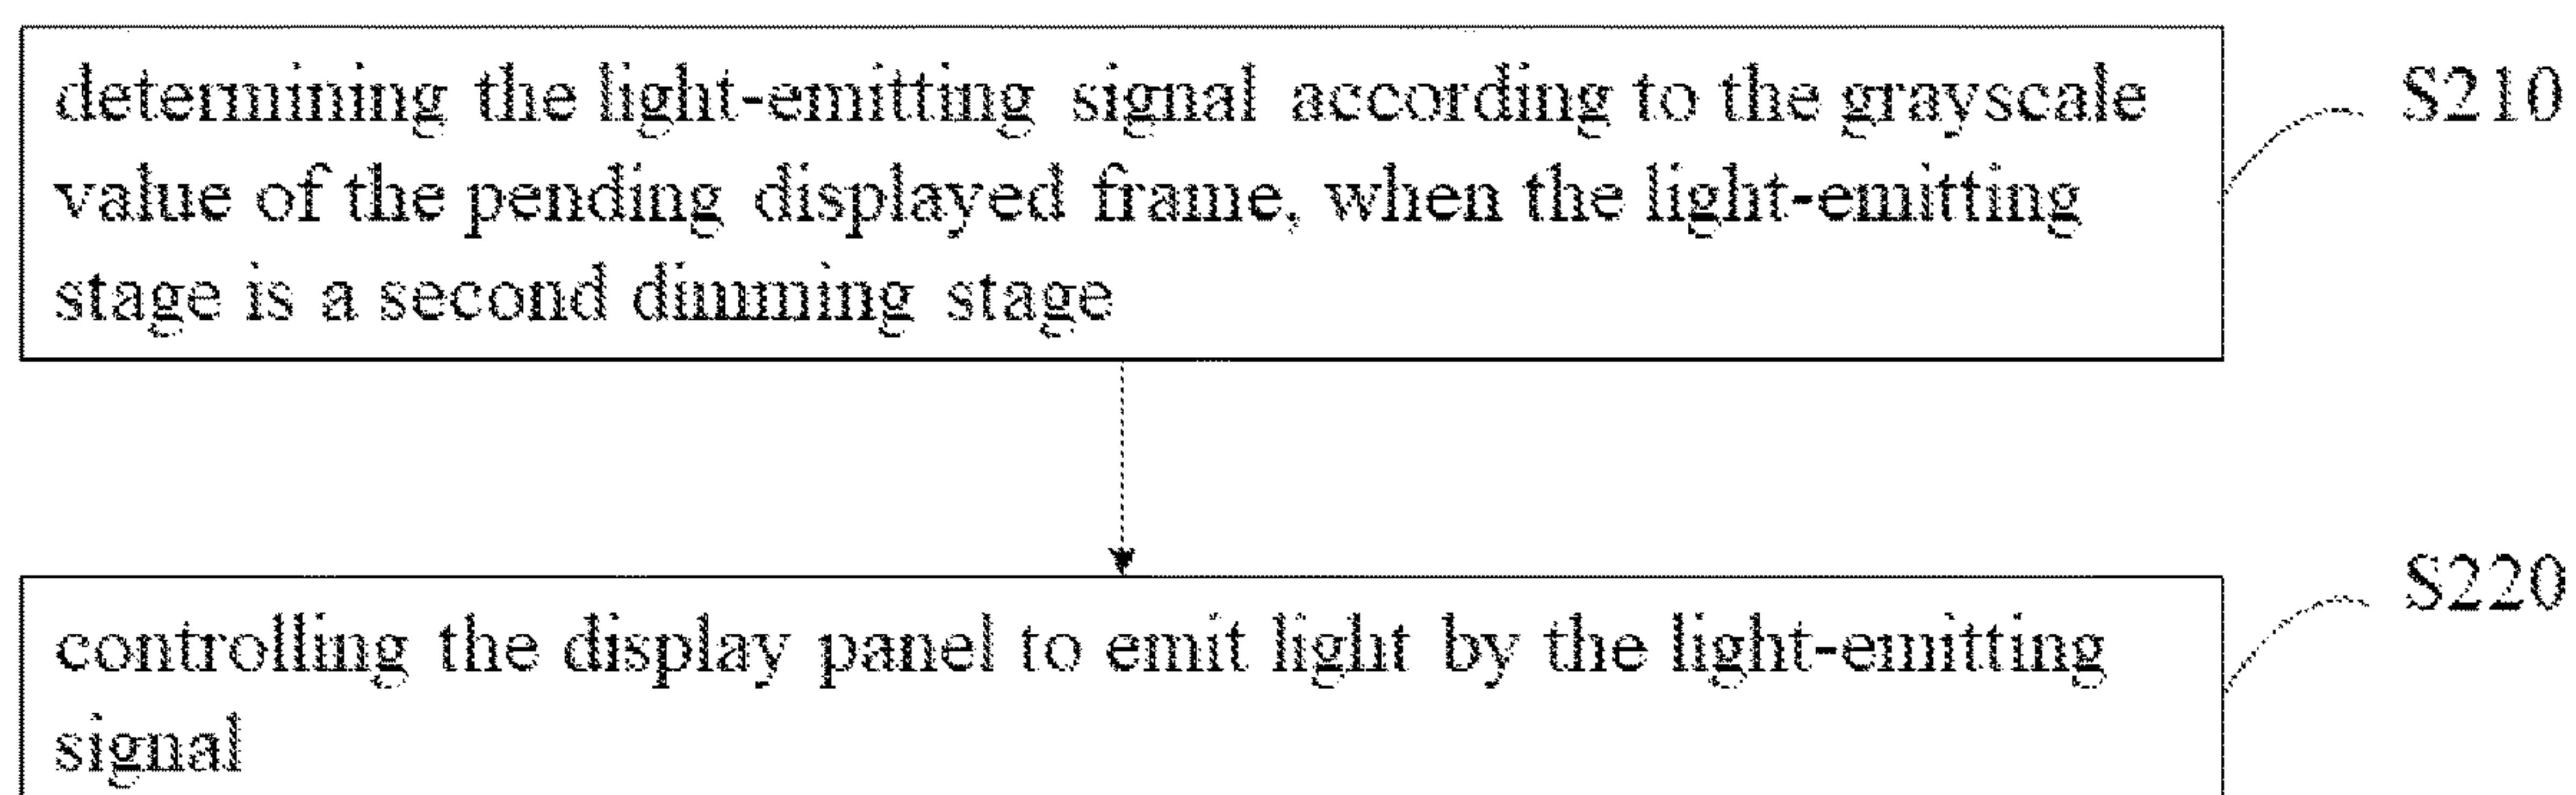 determining the light-emitting signal according to the grayscale
value of the pending displayed frame, when the light-emitting
stage is a second dimming stage
S210
controlling the display panel to emit light by the light-emitting
signal
S220